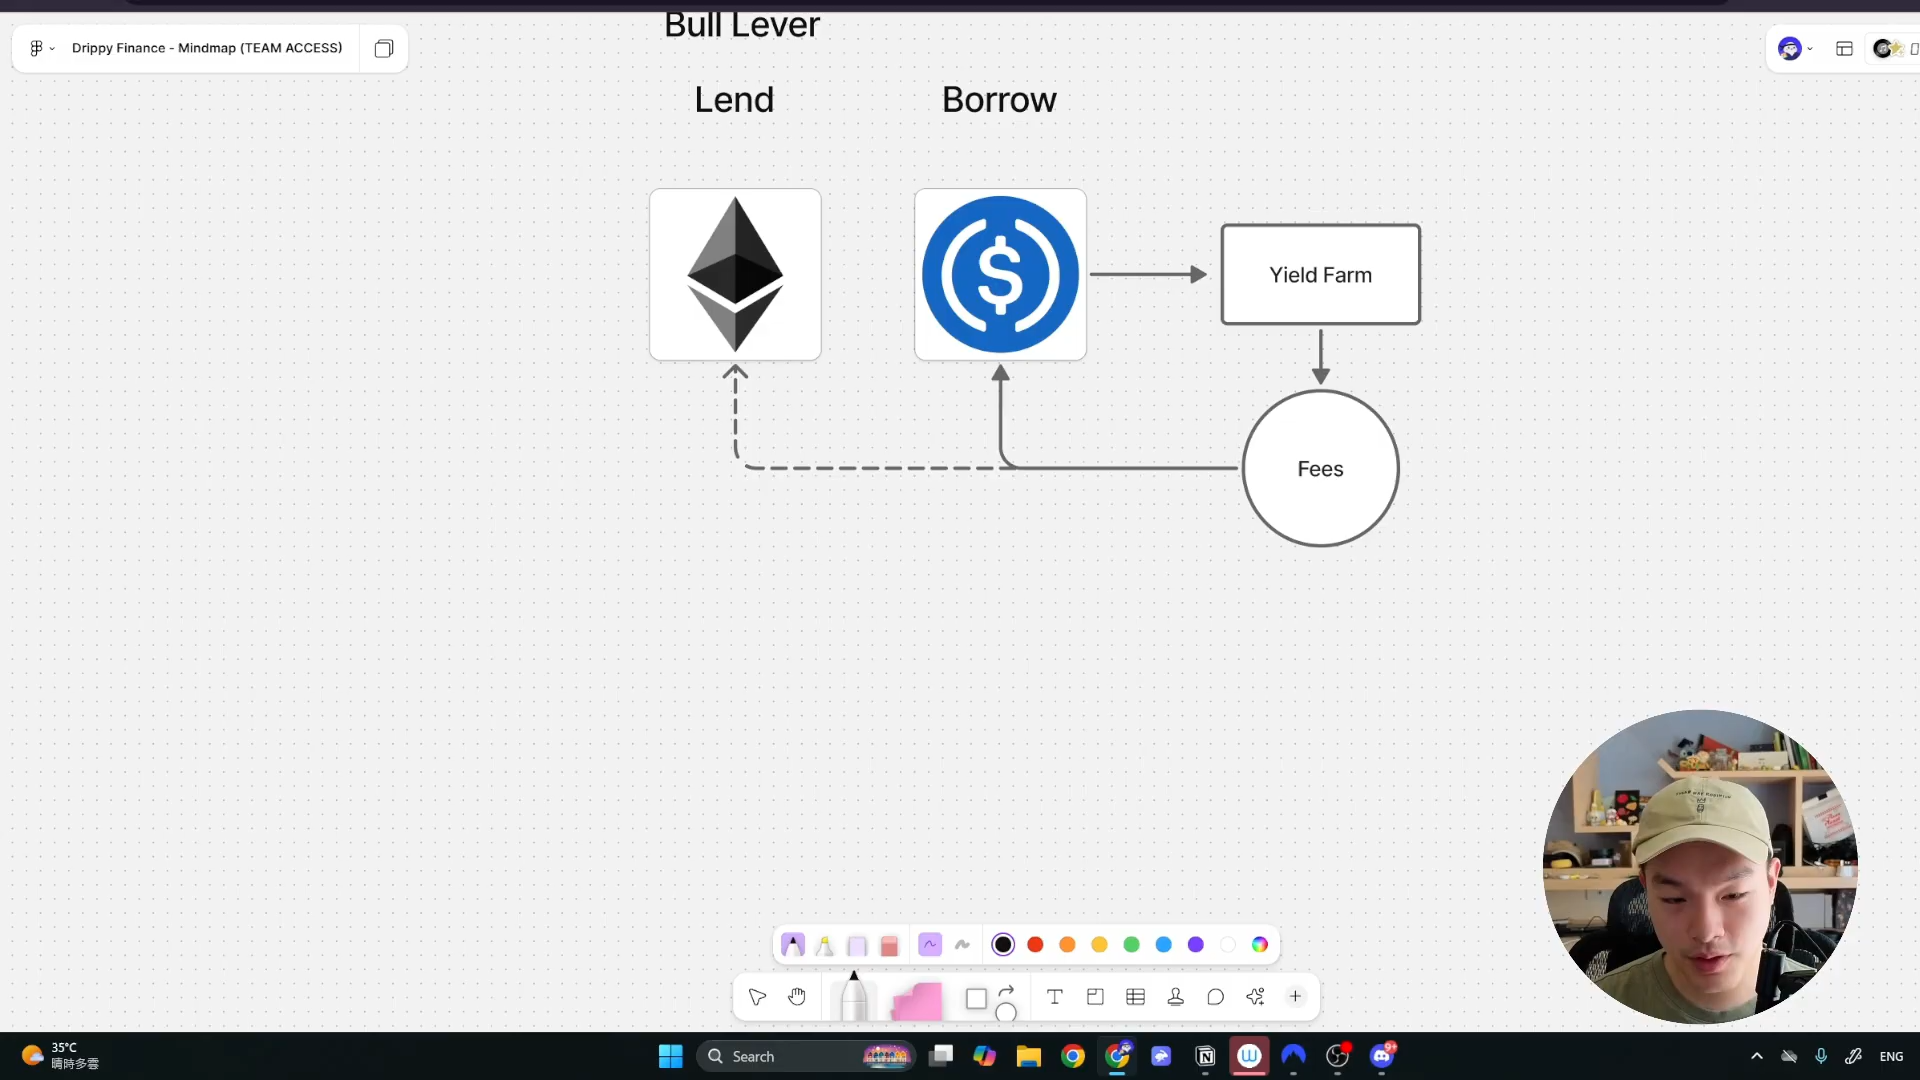 Bull Lever
Drippy Finance - Mindmap (TEAM ACCESS)
Lend
Borrow
Yield Farm
Fees
35°C
晴時多雲
Search
9+
ENG